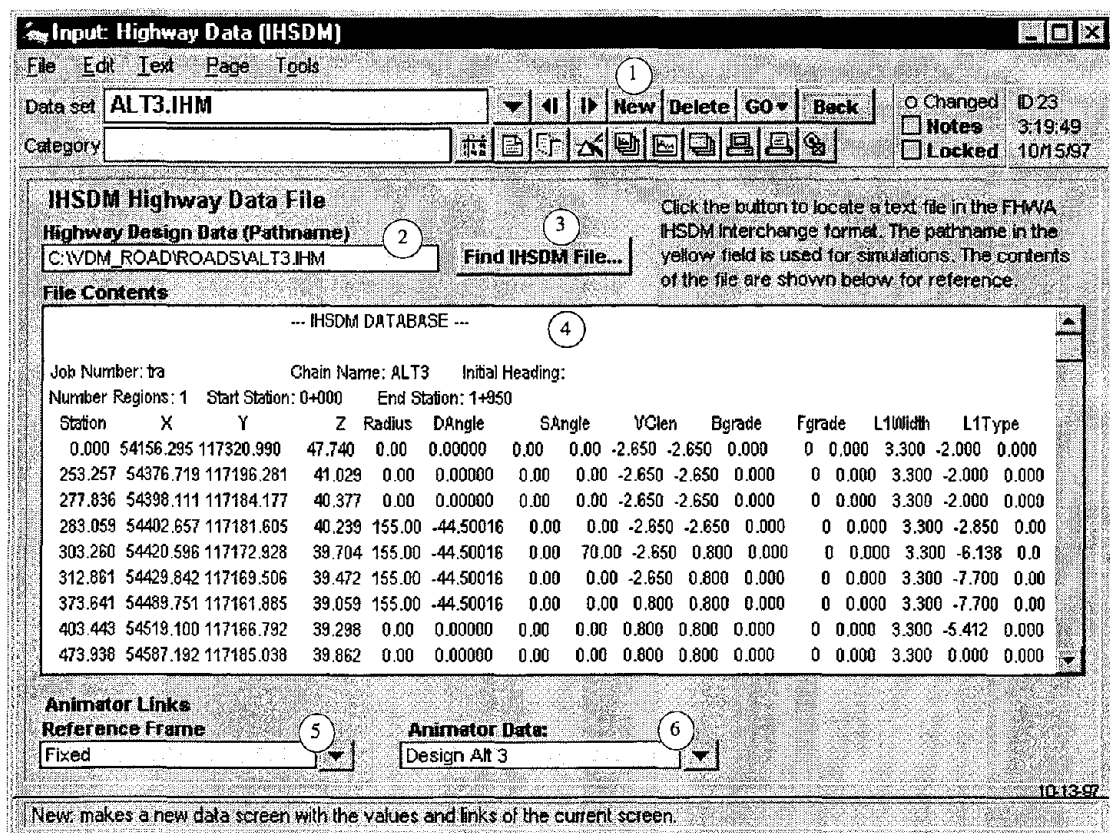 Input: Highway Data (IHSDM)
File Edit Text Page Tools
1
Data set ALT3.IHM New Delete GO Back Changed ID 23
Notes 3:19:49
Category Locked 10/15/97
IHSDM Highway Data File
Highway Design Data (Pathname) 2
C:\VDM_ROAD\ROADS\ALT3.IHM
3
Find IHSDM File...
Click the button to locate a text file in the FHWA
IHSDM interchange format. The pathname in the
yellow field is used for simulations. The contents
of the file are shown below for reference.
File Contents
--- IHSDM DATABASE --- 4
Job Number: tra Chain Name: ALT3 Initial Heading:
Number Regions: 1 Start Station: 0+000 End Station: 1+950
Station X Y Z Radius DAngle SAngle VClen Bgrade Fgrade L1Width L1Type
0.000 54156.295 117320.990 47.740 0.00 0.00000 0.00 0.00 -2.650 -2.650 0.000 0 0.000 3.300 -2.000 0.000
253.257 54376.719 117196.281 41.029 0.00 0.00000 0.00 0.00 -2.650 -2.650 0.000 0 0.000 3.300 -2.000 0.000
277.836 54398.111 117184.177 40.377 0.00 0.00000 0.00 0.00 -2.650 -2.650 0.000 0 0.000 3.300 -2.000 0.000
283.059 54402.657 117181.605 40.239 155.00 -44.50016 0.00 0.00 -2.650 -2.650 0.000 0 0.000 3.300 -2.850 0.00
303.260 54420.596 117172.928 39.704 155.00 -44.50016 0.00 70.00 -2.650 0.800 0.000 0 0.000 3.300 -6.138 0.0
312.861 54429.842 117169.506 39.472 155.00 -44.50016 0.00 0.00 -2.650 0.800 0.000 0 0.000 3.300 -7.700 0.00
373.641 54489.751 117161.885 39.059 155.00 -44.50016 0.00 0.00 0.800 0.800 0.000 0 0.000 3.300 -7.700 0.00
403.443 54519.100 117166.792 39.298 0.00 0.00000 0.00 0.00 0.800 0.800 0.000 0 0.000 3.300 -5.412 0.000
473.938 54587.192 117185.038 39.862 0.00 0.00000 0.00 0.00 0.800 0.800 0.000 0 0.000 3.300 0.000 0.000
Animator Links
Reference Frame 5 Animator Data: 6
Fixed Design Alt 3
10-13-97
New: makes a new data screen with the values and links of the current screen.